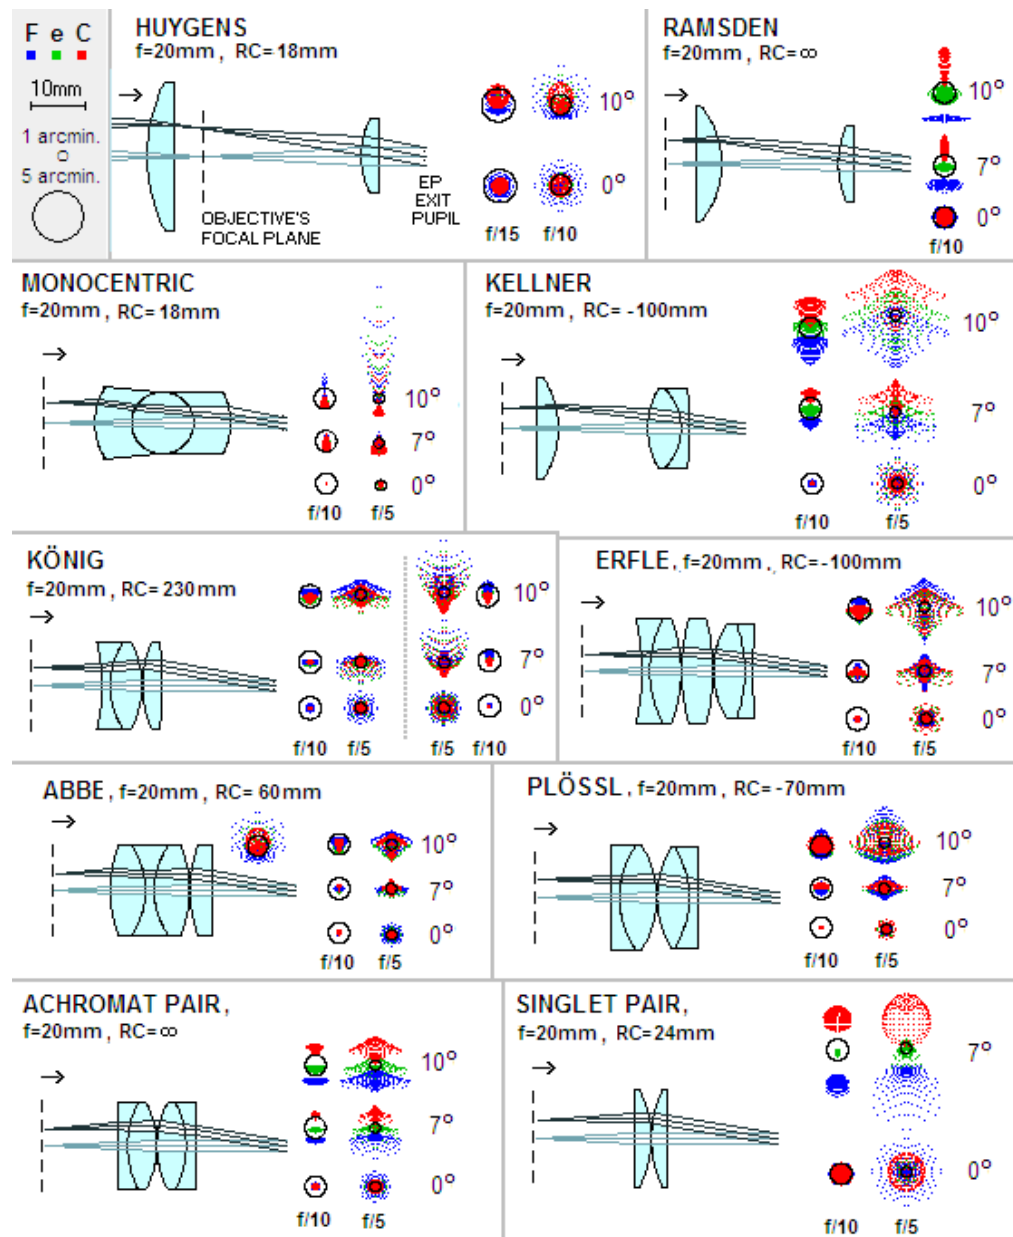 F e C
10mm
1 arcmin.
5 arcmin.
HUYGENS
f=20mm , RC=18mm
10°
0°
EP
EXIT
PUPIL
OBJECTIVE'S
FOCAL PLANE
f/15 f/10
RAMSDEN
f=20mm , RC=∞
10°
7°
0°
f/10
MONOCENTRIC
f=20mm , RC=18mm
10°
7°
0°
f/10 f/5
KELLNER
f=20mm , RC= -100mm
10°
7°
0°
f/10 f/5
KÖNIG
f=20mm , RC=230mm
10°
7°
0°
f/10 f/5 f/5 f/10
ERFLE, f=20mm , RC=-100mm
10°
7°
0°
f/10 f/5
ABBE, f=20mm , RC= 60mm
10°
7°
0°
f/10 f/5
PLÖSSL, f=20mm , RC= -70mm
10°
7°
0°
f/10 f/5
ACHROMAT PAIR,
f=20mm , RC=∞
10°
7°
0°
f/10 f/5
SINGLET PAIR,
f=20mm , RC=24mm
7°
0°
f/10 f/5